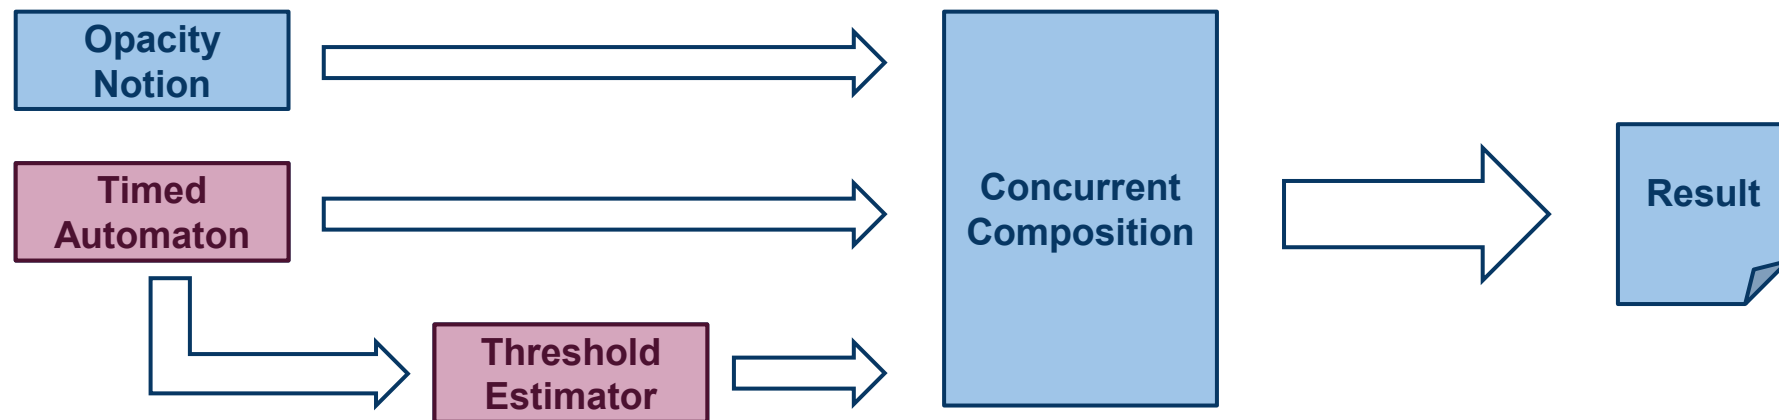 Opacity
Notion
Timed
Automaton
Threshold
Estimator
Concurrent
Composition
Result